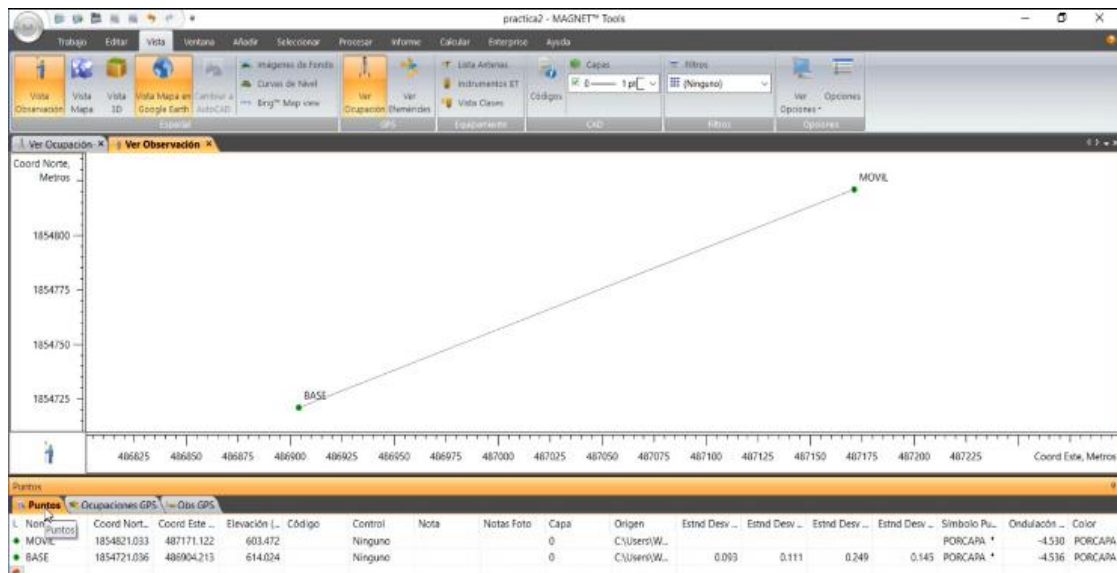 practica2 - MAGNET™ Tools
Trabajo Editar Vista Ventana Añadir Seleccionar Procesar Informe Calcular Enterprise Ayuda
Vista Observación
Vista Mapa
Vista 3D
Vista Mapa en Google Earth
Cambiar a AutoCAD
Imágenes de Fondo
Curvas de Nivel
Bing™ Map view
Espacial
Ver Ocupación
Ver Efemérides
GPS
Lista Antenas
Instrumentos ET
Vista Clases
Equipamiento
Códigos
Capas
0 1 pt
CAD
Filtros
(Ninguno)
Filtros
Ver Opciones
Opciones
Opciones
Ver Ocupación Ver Observación
Coord Norte, Metros
MOVIL
1854800
1854775
1854750
BASE
1854725
486825 486850 486875 486900 486925 486950 486975 487000 487025 487050 487075 487100 487125 487150 487175 487200 487225 Coord Este, Metros
Puntos
Puntos Ocupaciones GPS Obs GPS
Coord Nort... Coord Este ... Elevación (... Código Control Nota Notas Foto Capa Origen Estnd Desv ... Estnd Desv ... Estnd Desv ... Estnd Desv ... Símbolo Pu... Ondulacón ... Color
Puntos
MOVIL 1854821.033 487171.122 603.472 Ninguno 0 C:\Users\W... PORCAPA * -4.530 PORCAPA
BASE 1854721.036 486904.213 614.024 Ninguno 0 C:\Users\W... 0.093 0.111 0.249 0.145 PORCAPA * -4.536 PORCAPA